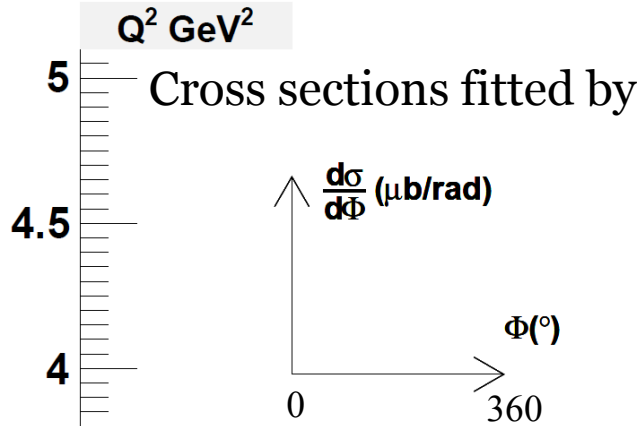 Q² GeV²
5
Cross sections fitted by
dσ/dΦ (μb/rad)
4.5
Φ(°)
4
0
360